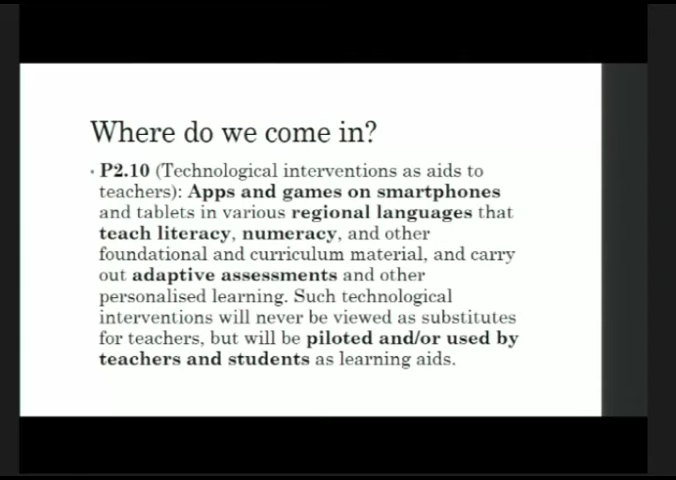 Where do we come in?
· P2.10 (Technological interventions as aids to
teachers): Apps and games on smartphones
and tablets in various regional languages that
teach literacy, numeracy, and other
foundational and curriculum material, and carry
out adaptive assessments and other
personalised learning. Such technological
interventions will never be viewed as substitutes
for teachers, but will be piloted and/or used by
teachers and students as learning aids.